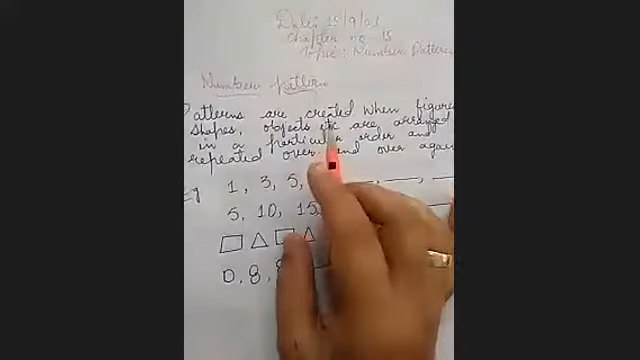 Date: 15/9/21
Chapter no 15
Topic: Number Pattern
Number pattern
Patterns are created when figures
shapes, objects etc are arranged
in a particular order and
repeated over and over again
Eg 1, 3, 5,
5, 10, 15,
0, 8, 8